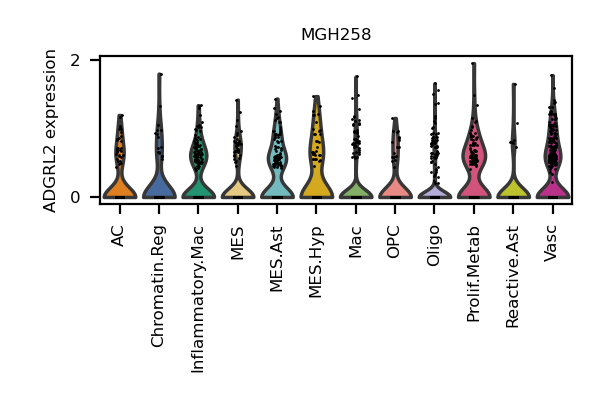 MGH258
ADGRL2 expression
2
0
AC
Chromatin.Reg
Inflammatory.Mac
MES
MES.Ast
MES.Hyp
Mac
OPC
Oligo
Prolif.Metab
Reactive.Ast
Vasc